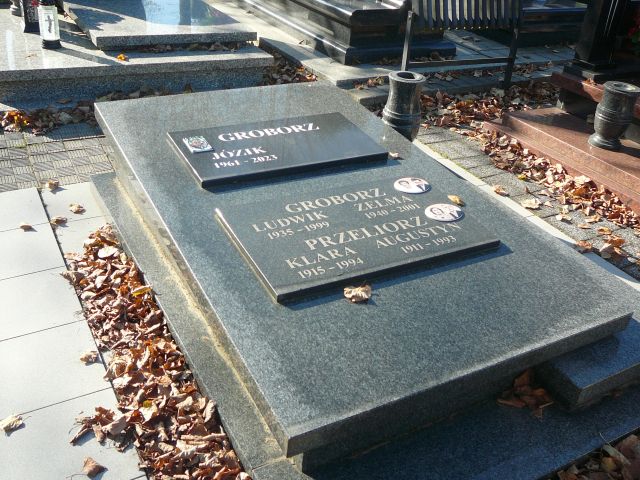 GROBORZ
JÓZIK
1961-2023
GROBORZ
LUDWIK ZELMA
1935-1999 1940-2001
PRZELIORZ
KLARA AUGUSTYN
1915-1994 1911-1993